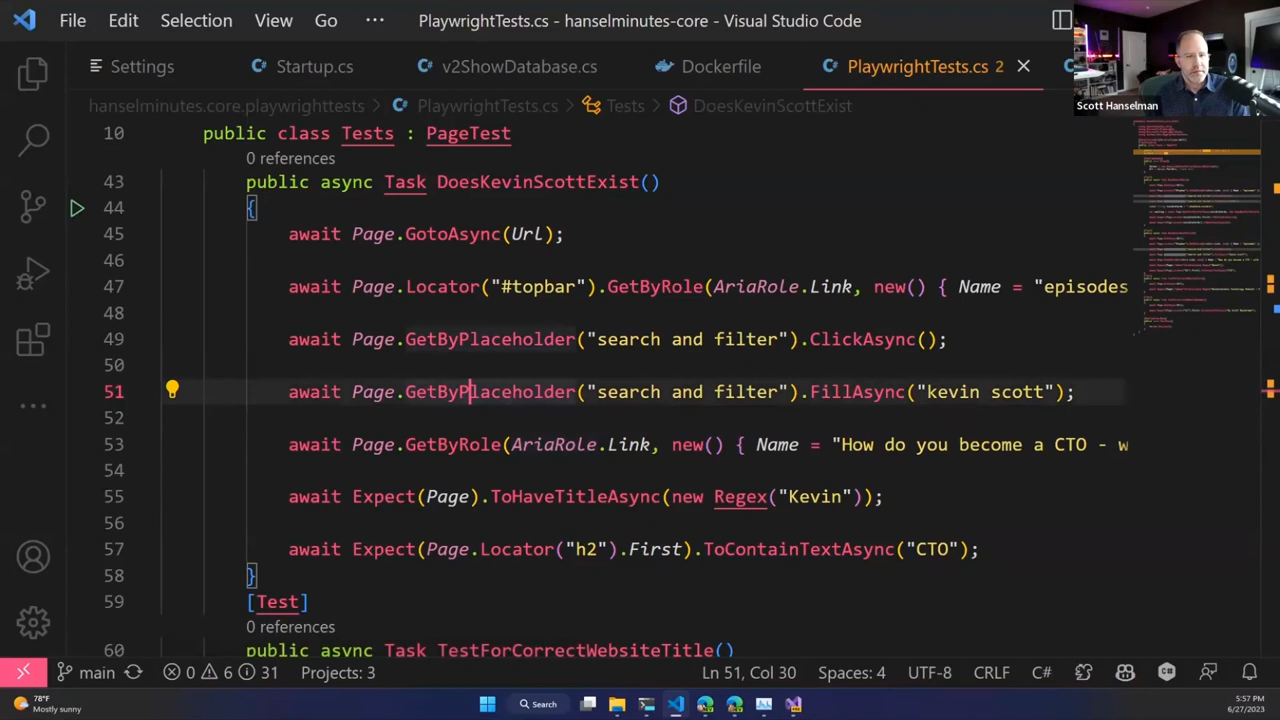 File Edit Selection View Go ··· PlaywrightTests.cs - hanselminutes-core - Visual Studio Code
Settings Startup.cs v2ShowDatabase.cs Dockerfile PlaywrightTests.cs 2
Scott Hanselman
hanselminutes.core.playwrighttests > PlaywrightTests.cs > Tests > DoesKevinScottExist
10 public class Tests : PageTest
0 references
43 public async Task DoesKevinScottExist()
44 {
45 await Page.GotoAsync(Url);
46
47 await Page.Locator("#topbar").GetByRole(AriaRole.Link, new() { Name = "episodes
48
49 await Page.GetByPlaceholder("search and filter").ClickAsync();
50
51 await Page.GetByPlaceholder("search and filter").FillAsync("kevin scott");
52
53 await Page.GetByRole(AriaRole.Link, new() { Name = "How do you become a CTO - w
54
55 await Expect(Page).ToHaveTitleAsync(new Regex("Kevin"));
56
57 await Expect(Page.Locator("h2").First).ToContainTextAsync("CTO");
58 }
59 [Test]
0 references
60 public async Task TestForCorrectWebsiteTitle()
main 0 6 31 Projects: 3 Ln 51, Col 30 Spaces: 4 UTF-8 CRLF C#
78°F
Mostly sunny
Search
5:57 PM
6/27/2023